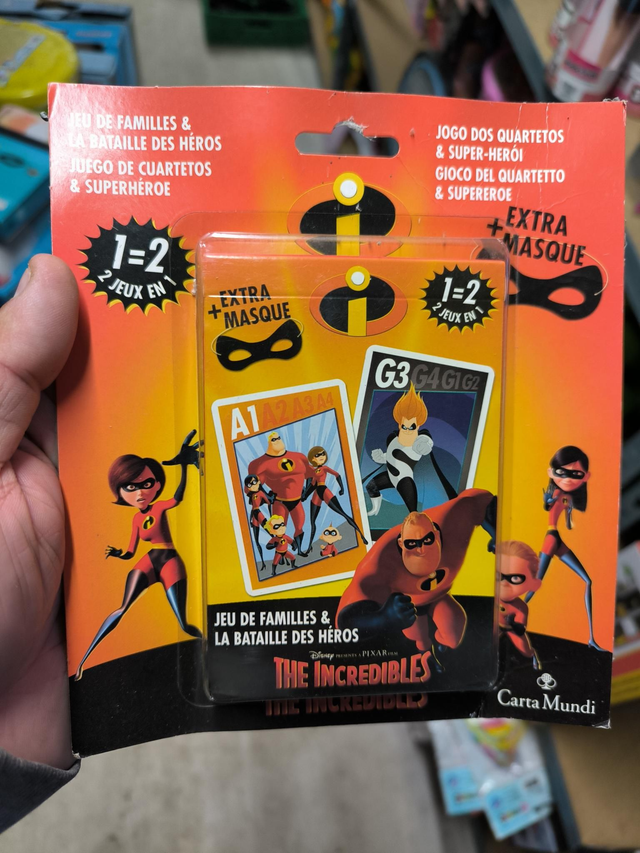 JEU DE FAMILLES &
LA BATAILLE DES HÉROS
JUEGO DE CUARTETOS
& SUPERHÉROE
JOGO DOS QUARTETOS
& SUPER-HERÓI
GIOCO DEL QUARTETTO
& SUPEREROE
1=2
2 JEUX EN 1
+EXTRA
MASQUE
+EXTRA
MASQUE
1=2
2 JEUX EN 1
A1 A2 A3 A4
G3 G4 G1 G2
JEU DE FAMILLES &
LA BATAILLE DES HÉROS
Disney PRESENTS A PIXAR FILM
THE INCREDIBLES
THE INCREDIBLES
Carta Mundi